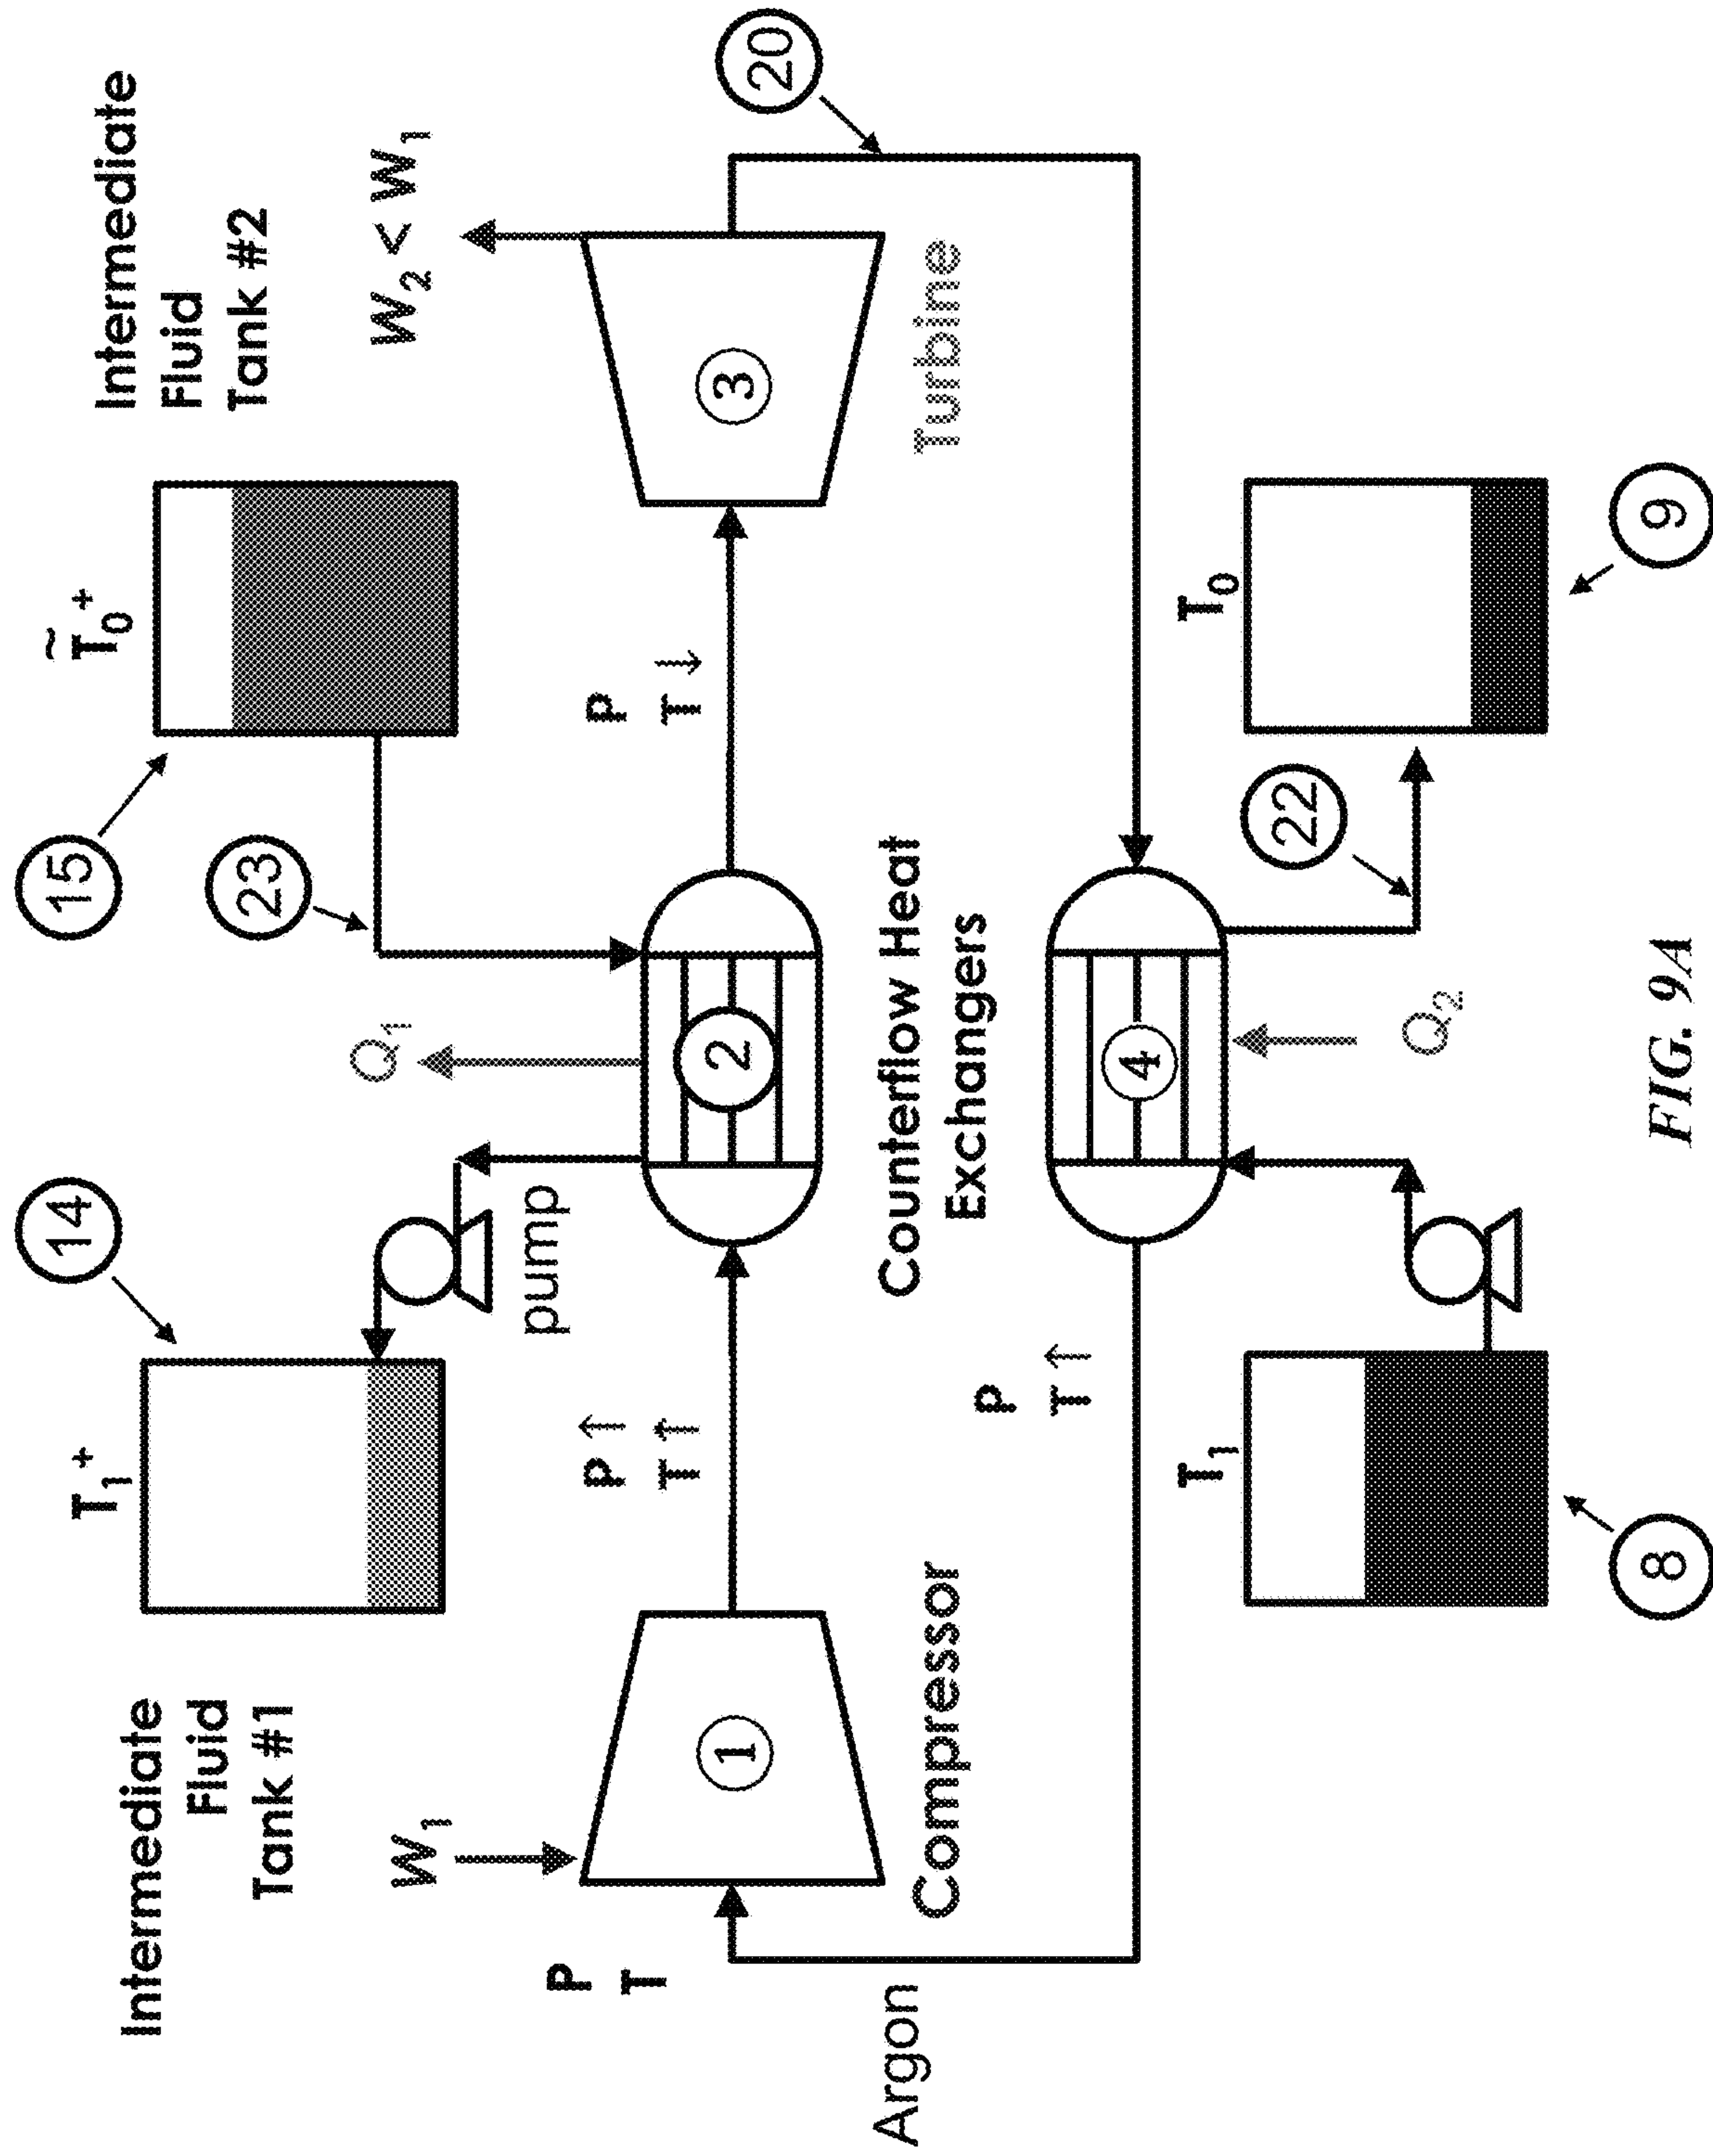 Intermediate
Fluid
Tank #1
T₁⁺
14
15
T̃₀⁺
Intermediate
Fluid
Tank #2
23
W₁
pump
Q₁
W₂ < W₁
P
T
P↑
T↑
P
T↓
20
1
2
3
Compressor
Turbine
Argon
Counterflow Heat
Exchangers
P
T↑
4
T₁
Q₂
22
T₀
8
9
FIG. 9A